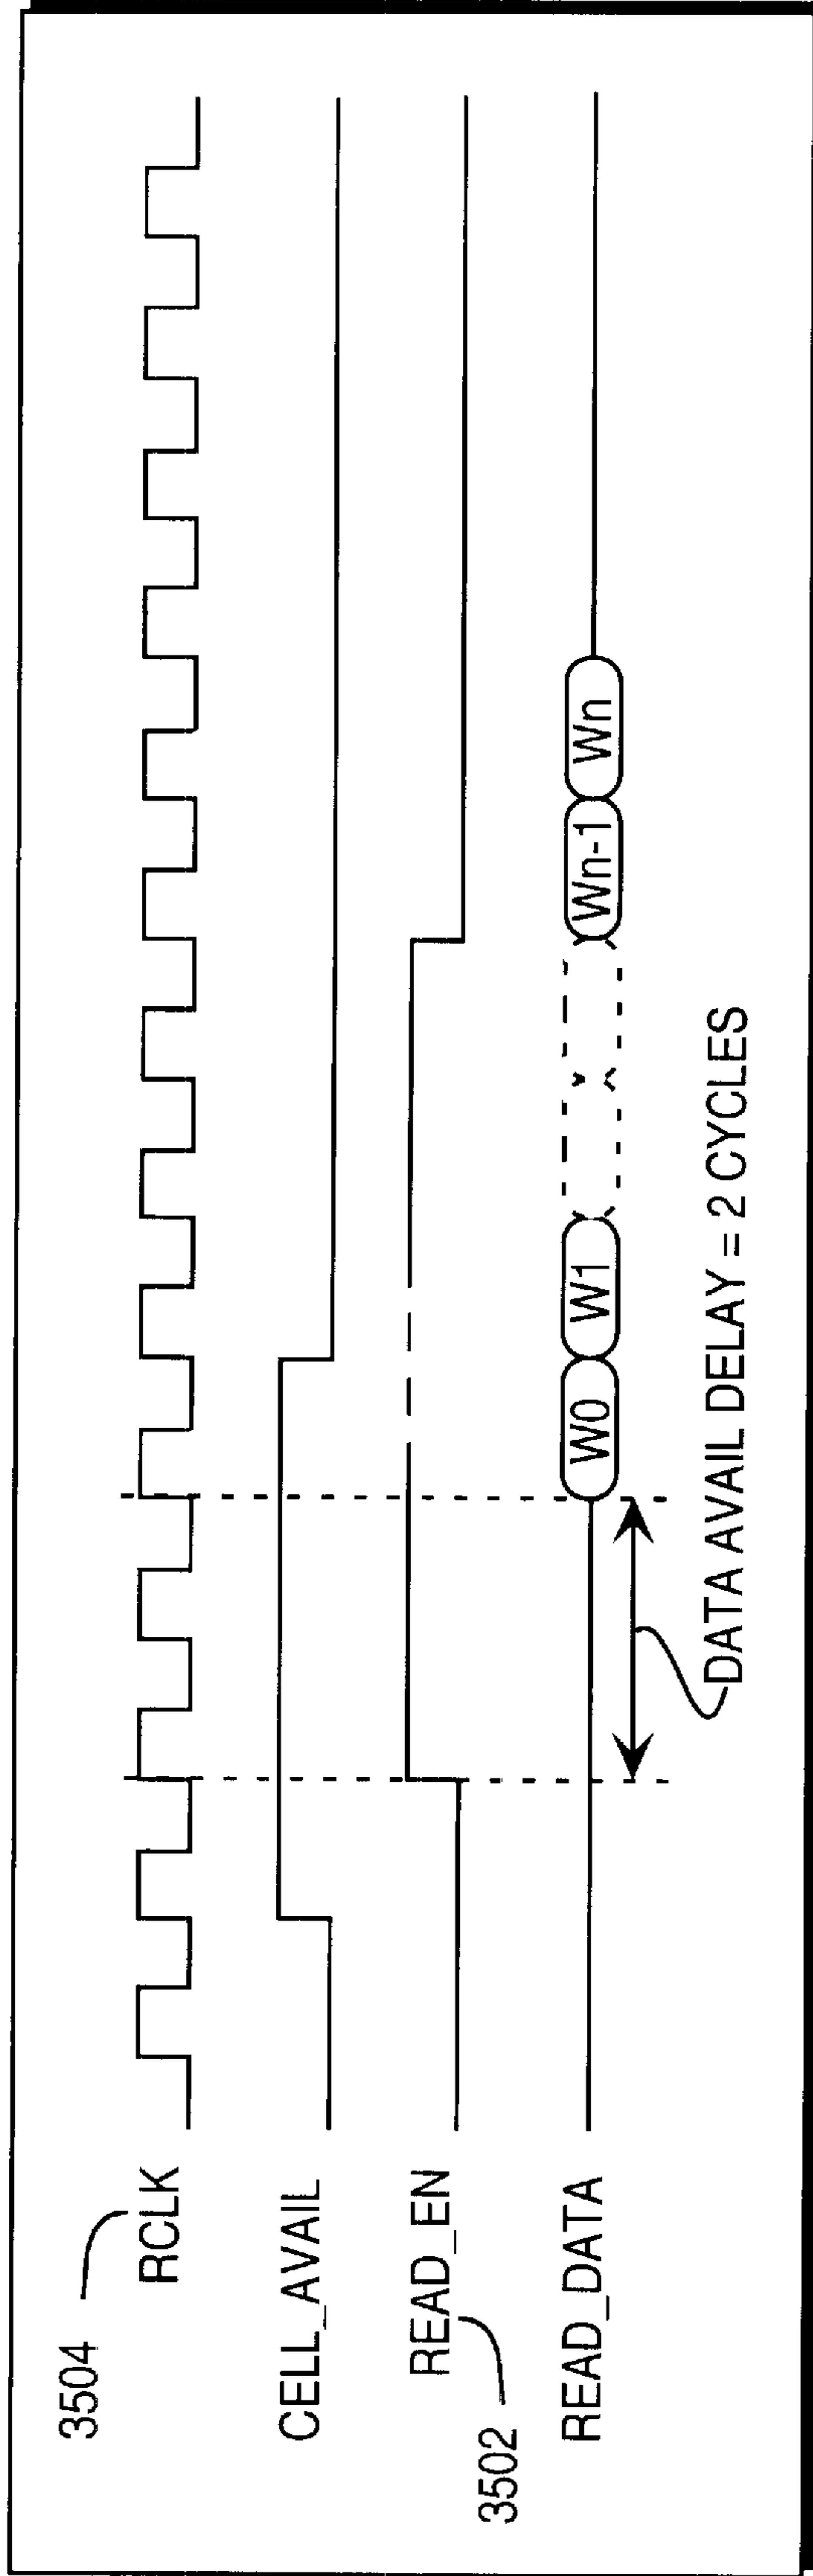 3504
RCLK
CELL_AVAIL
READ_EN
3502
READ_DATA
W0 W1 Wn-1 Wn
DATA AVAIL DELAY = 2 CYCLES